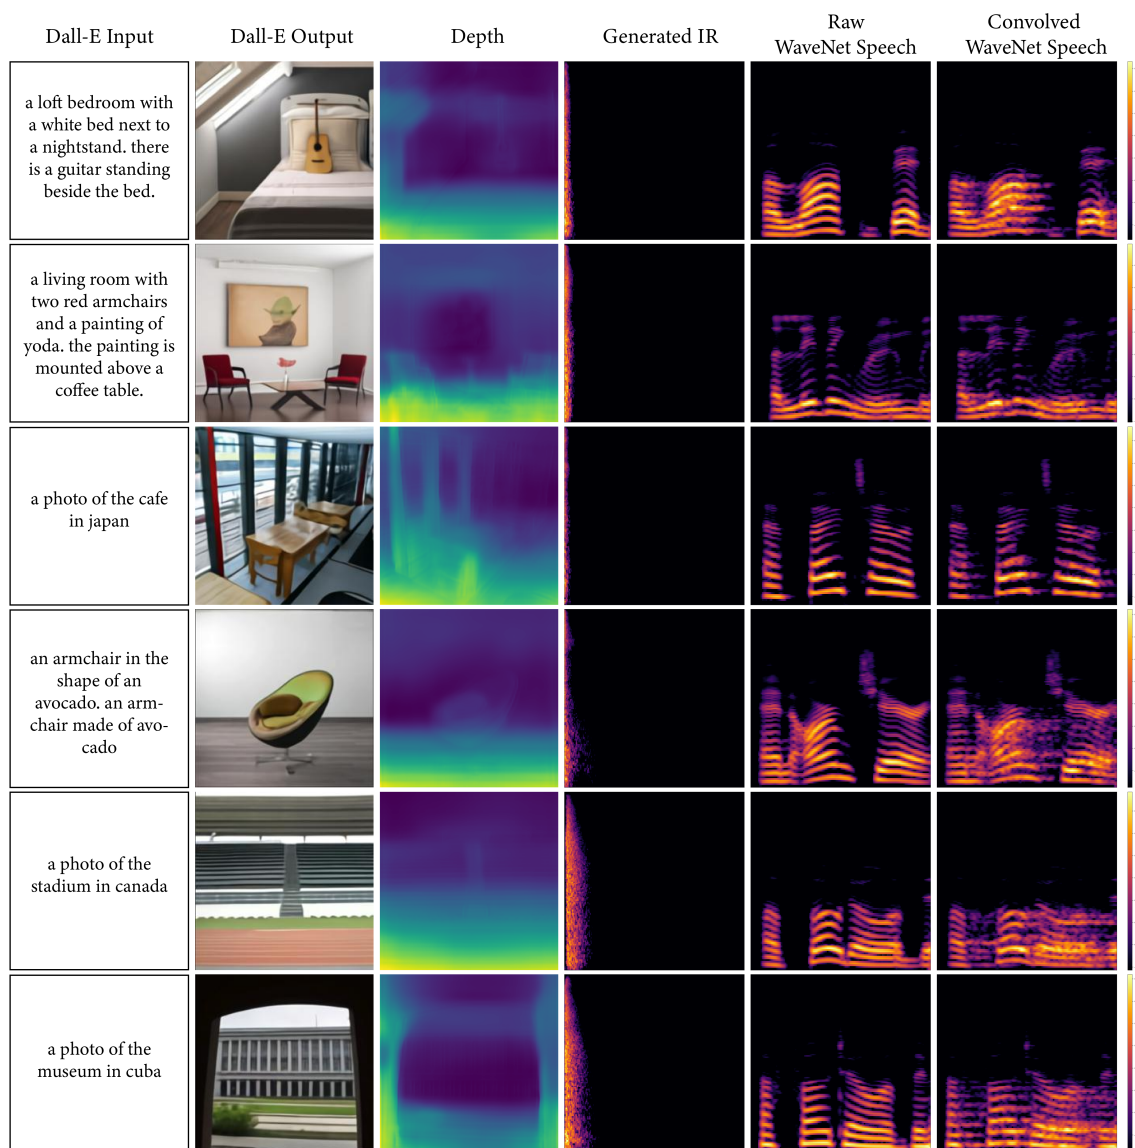 Dall-E Input
Dall-E Output
Depth
Generated IR
Raw
WaveNet Speech
Convolved
WaveNet Speech
a loft bedroom with
a white bed next to
a nightstand. there
is a guitar standing
beside the bed.
a living room with
two red armchairs
and a painting of
yoda. the painting is
mounted above a
coffee table.
a photo of the cafe
in japan
an armchair in the
shape of an
avocado. an arm-
chair made of avo-
cado
a photo of the
stadium in canada
a photo of the
museum in cuba